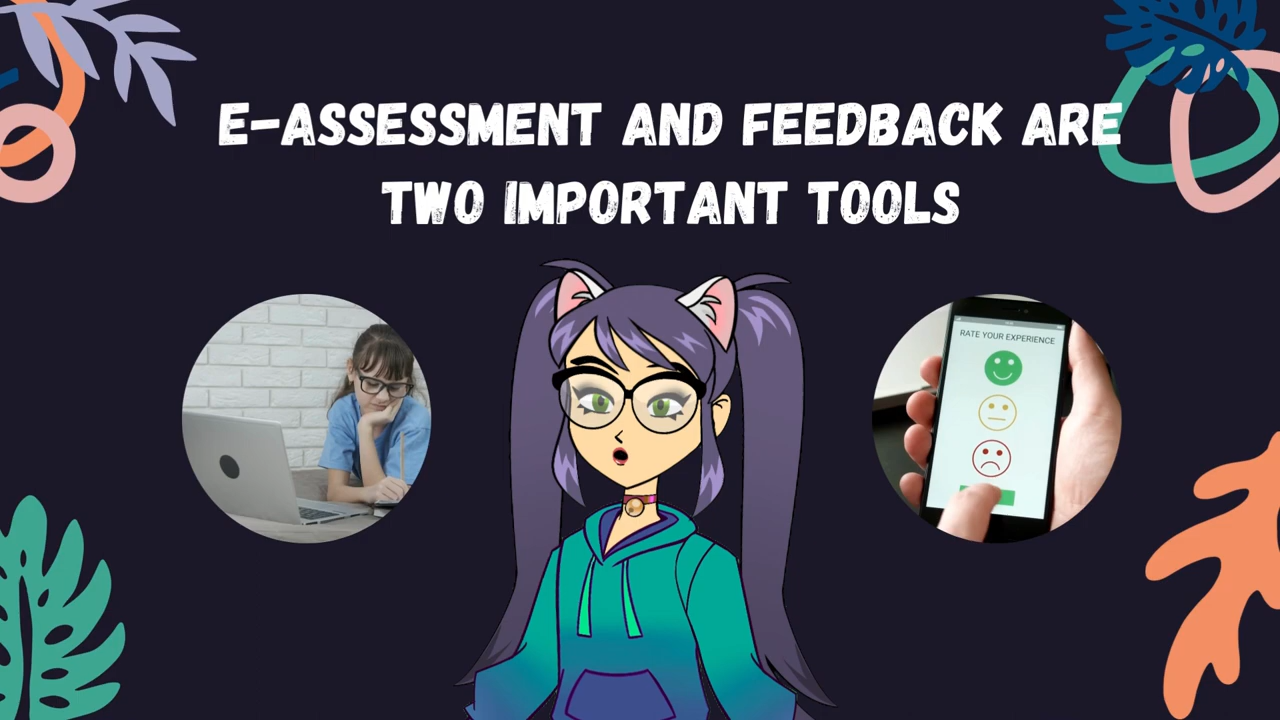 E-ASSESSMENT AND FEEDBACK ARE
TWO IMPORTANT TOOLS
RATE YOUR EXPERIENCE